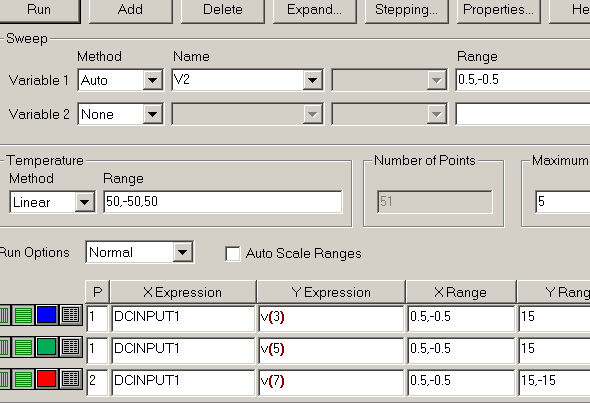 Run Add Delete Expand... Stepping... Properties... He
Sweep
Method Name Range
Variable 1 Auto V2 0.5,-0.5
Variable 2 None
Temperature Number of Points Maximum
Method Range
Linear 50,-50,50 51 5
Run Options Normal Auto Scale Ranges
P X Expression Y Expression X Range Y Rang
1 DCINPUT1 v(3) 0.5,-0.5 15
1 DCINPUT1 v(5) 0.5,-0.5 15
2 DCINPUT1 v(7) 0.5,-0.5 15,-15